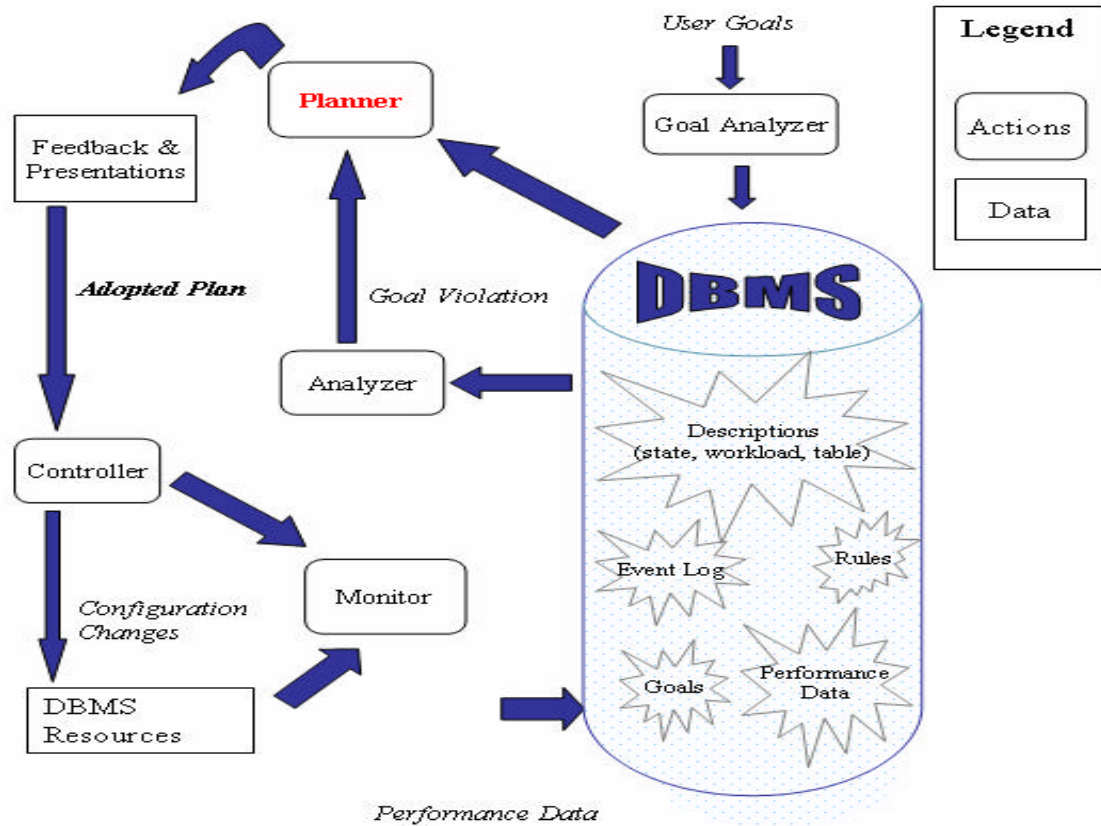 User Goals
Legend
Planner
Goal Analyzer
Actions
Feedback &
Presentations
Data
DBMS
Adopted Plan
Goal Violation
Analyzer
Descriptions
(state, workload, table)
Controller
Event Log
Rules
Configuration
Changes
Monitor
Goals
Performance
Data
DBMS
Resources
Performance Data